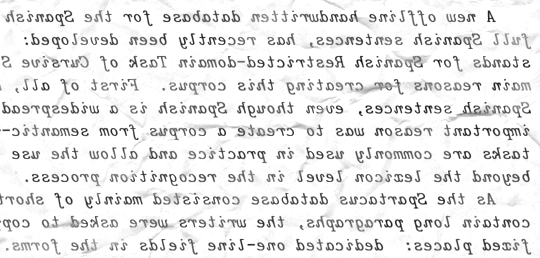 A new offline handwritten database for the Spanish
full Spanish sentences, has recently been developed:
stands for Spanish Restricted-domain Task of Cursive S
main reasons for creating this corpus. First of all,
Spanish sentences, even though Spanish is a widespread
important reason was to create a corpus from semantic-
tasks are commonly used in practice and allow the use
beyond the lexicon level in the recognition process.
As the Spartacus database consisted mainly of short
contain long paragraphs, the writers were asked to copy
fixed places: dedicated one-line fields in the forms.